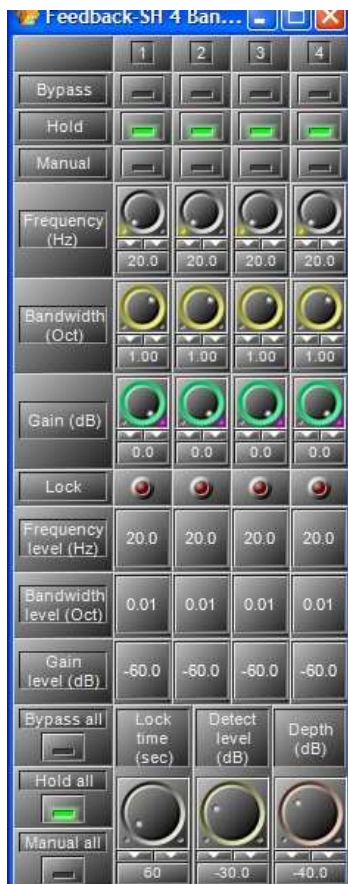 Feedback-SH 4 Ban...
1 2 3 4
Bypass
Hold
Manual
Frequency
(Hz)
20.0 20.0 20.0 20.0
Bandwidth
(Oct)
1.00 1.00 1.00 1.00
Gain (dB)
0.0 0.0 0.0 0.0
Lock
Frequency
level (Hz)
20.0 20.0 20.0 20.0
Bandwidth
level (Oct)
0.01 0.01 0.01 0.01
Gain
level (dB)
-60.0 -60.0 -60.0 -60.0
Bypass all
Lock
time
(sec)
Detect
level
(dB)
Depth
(dB)
Hold all
Manual all
60 -30.0 -40.0